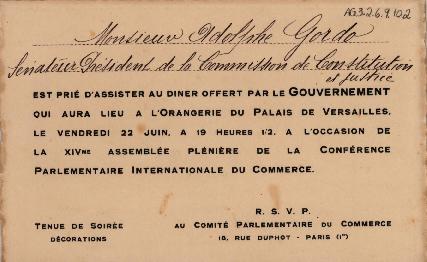 AG.3.2.6.9.102
Monsieur Adolphe Gordo
Senateur Président de la Commission de Constitution
et justice
EST PRIÉ D'ASSISTER AU DINER OFFERT PAR LE GOUVERNEMENT
QUI AURA LIEU A L'ORANGERIE DU PALAIS DE VERSAILLES,
LE VENDREDI 22 JUIN, A 19 HEURES 1/2, A L'OCCASION DE
LA XIVME ASSEMBLÉE PLÉNIÈRE DE LA CONFÉRENCE
PARLEMENTAIRE INTERNATIONALE DU COMMERCE.
R. S. V. P.
TENUE DE SOIRÉE AU COMITÉ PARLEMENTAIRE DU COMMERCE
DÉCORATIONS 18, RUE DUPHOT - PARIS (1er)